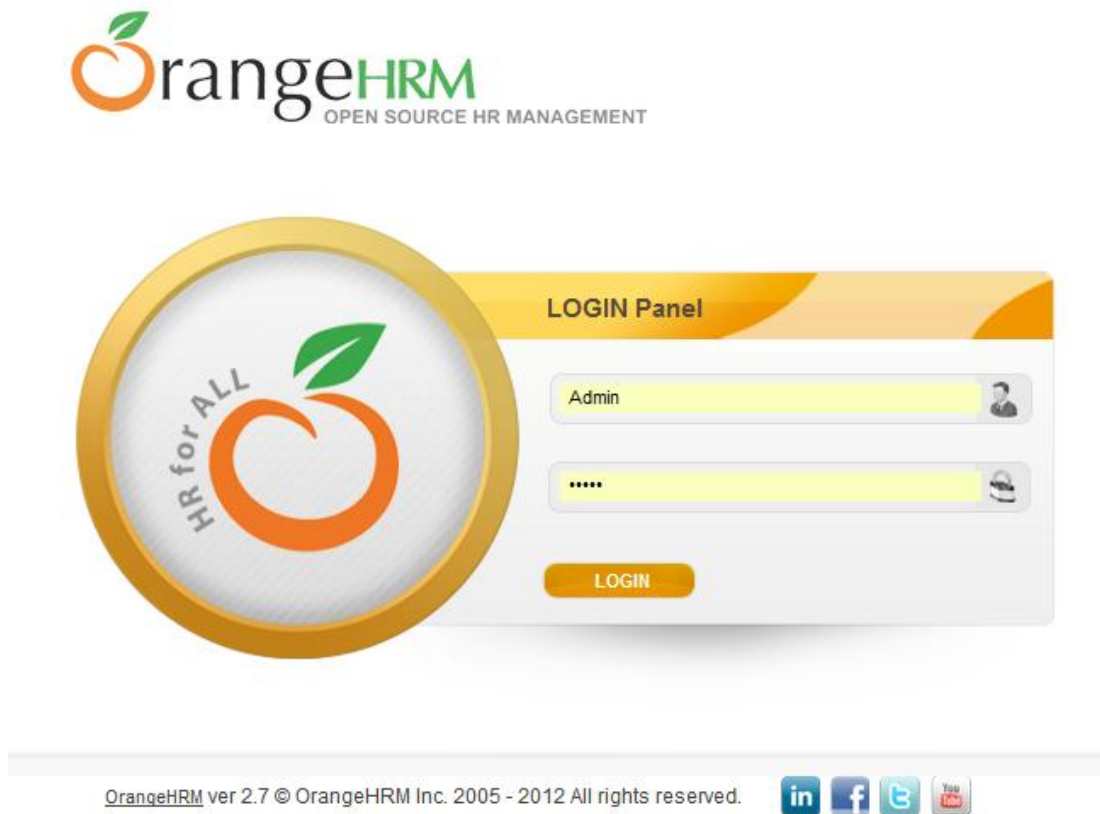 OrangeHRM
OPEN SOURCE HR MANAGEMENT
LOGIN Panel
HR for ALL
Admin
•••••
LOGIN
OrangeHRM ver 2.7 © OrangeHRM Inc. 2005 - 2012 All rights reserved.
in f t You Tube